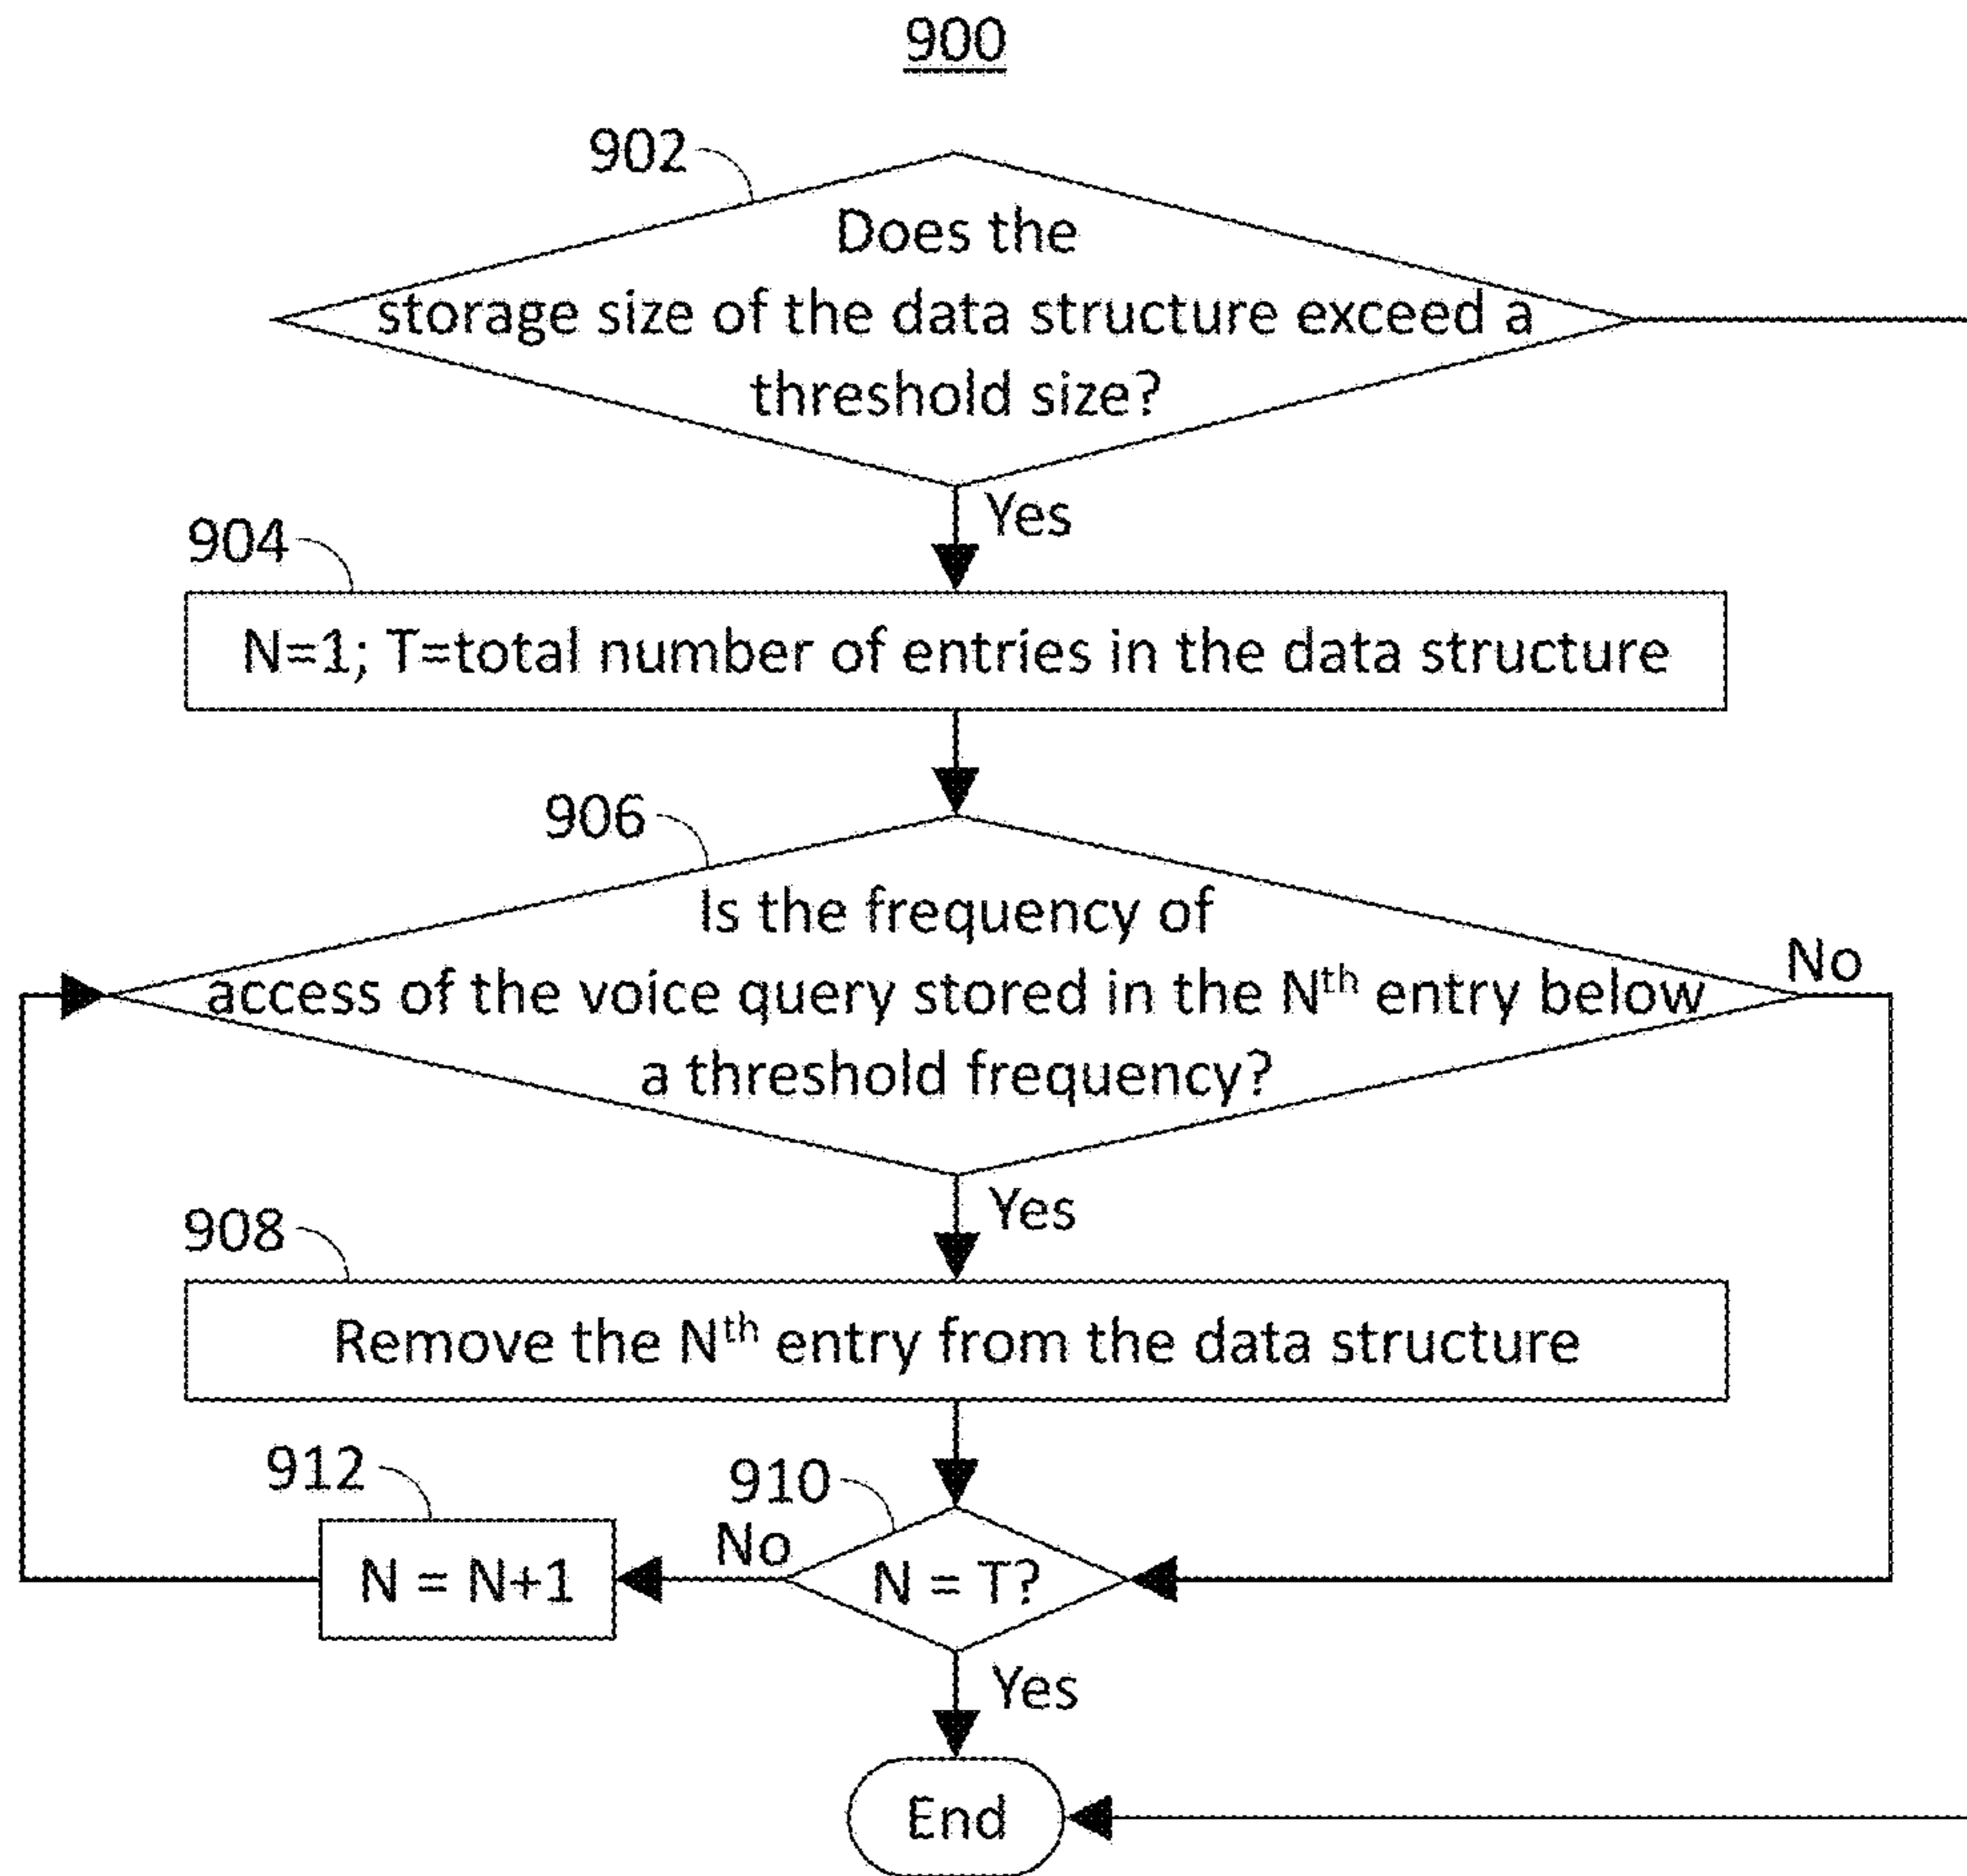 900
902
Does the
storage size of the data structure exceed a
threshold size?
Yes
904
N=1; T=total number of entries in the data structure
906
Is the frequency of
access of the voice query stored in the Nth entry below
a threshold frequency?
No
Yes
908
Remove the Nth entry from the data structure
912
910
No
N = N+1
N = T?
Yes
End